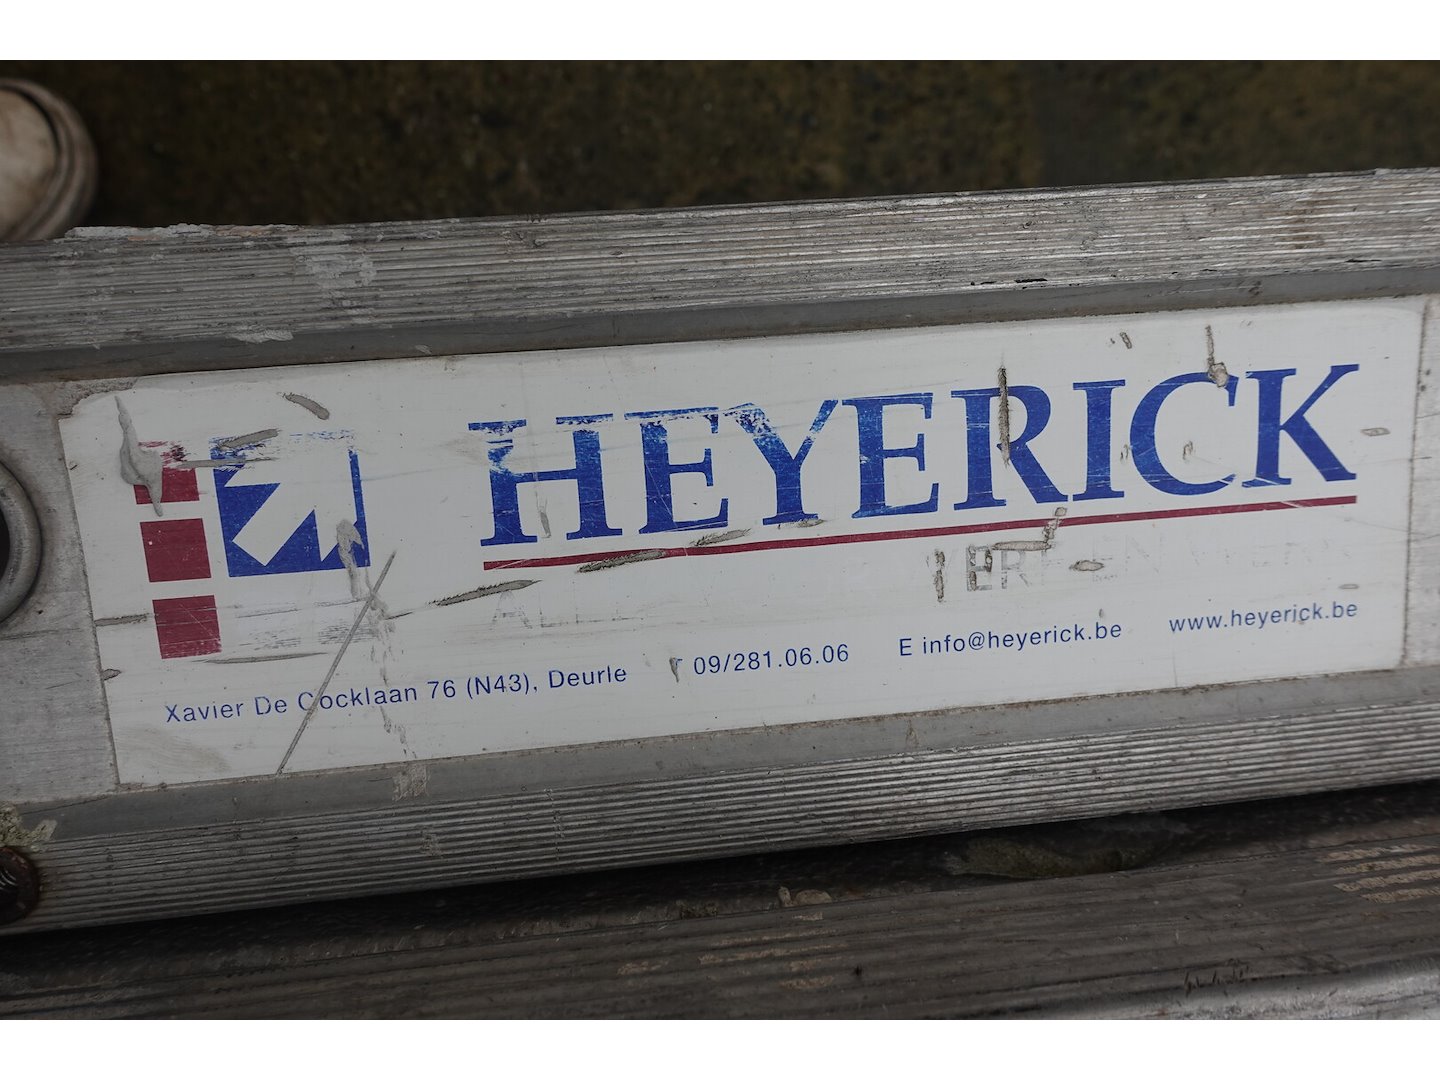 HEYERICK
Xavier De Cocklaan 76 (N43), Deurle T 09/281.06.06 E info@heyerick.be www.heyerick.be